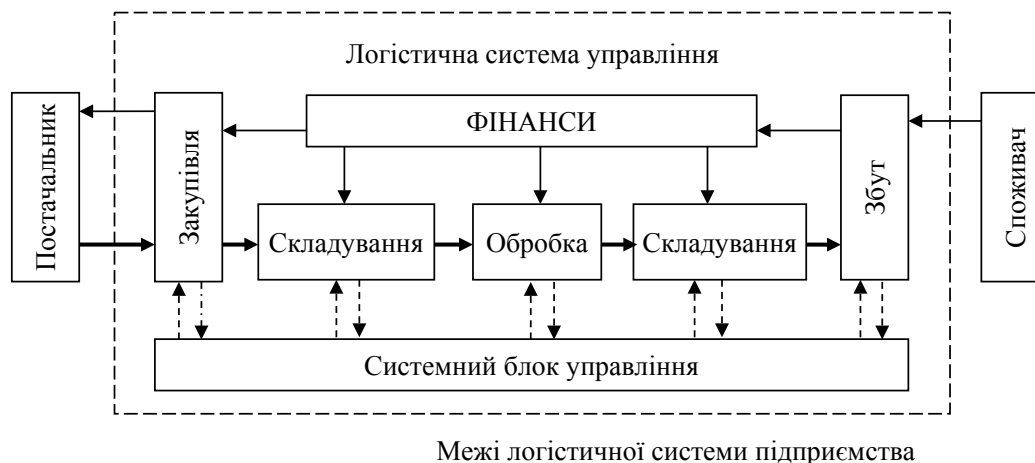 Логістична система управління
Постачальник
Закупівля
ФІНАНСИ
Збут
Споживач
Складування
Обробка
Складування
Системний блок управління
Межі логістичної системи підприємства